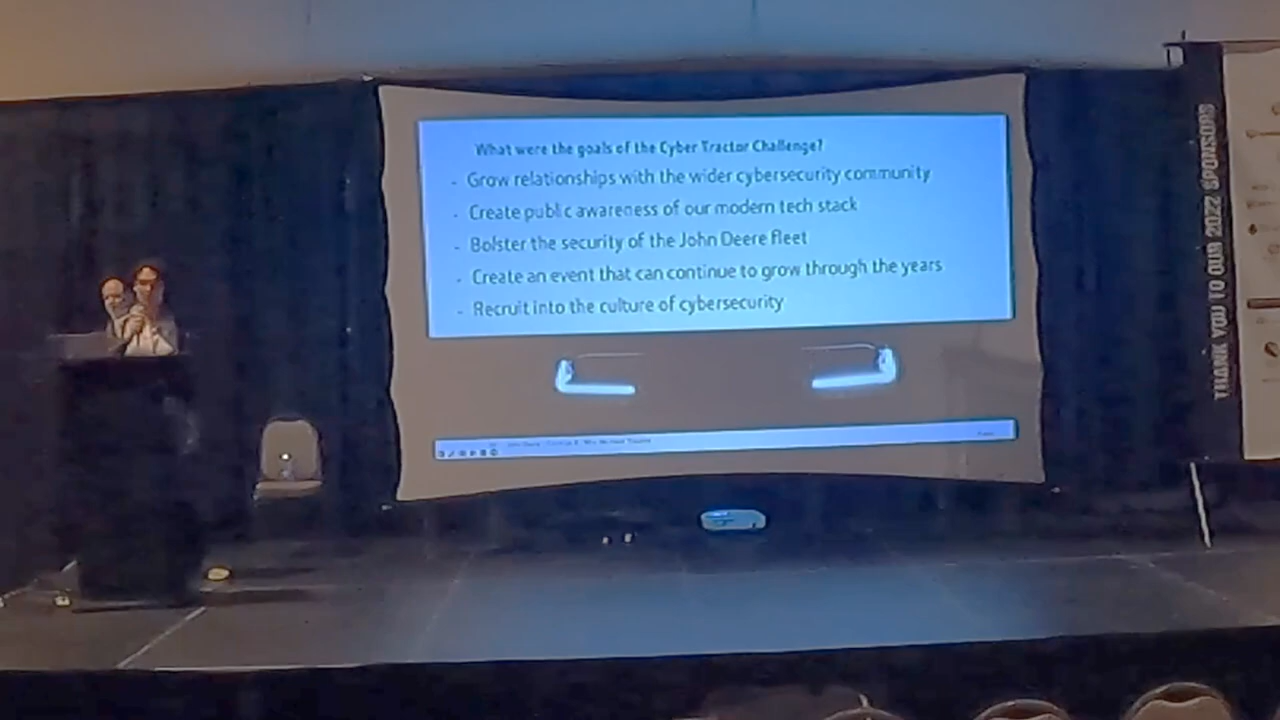 What were the goals of the Cyber Tractor Challenge?
- Grow relationships with the wider cybersecurity community
- Create public awareness of our modern tech stack
- Bolster the security of the John Deere fleet
- Create an event that can continue to grow through the years
- Recruit into the culture of cybersecurity
THANK YOU TO OUR 2022 SPONSORS